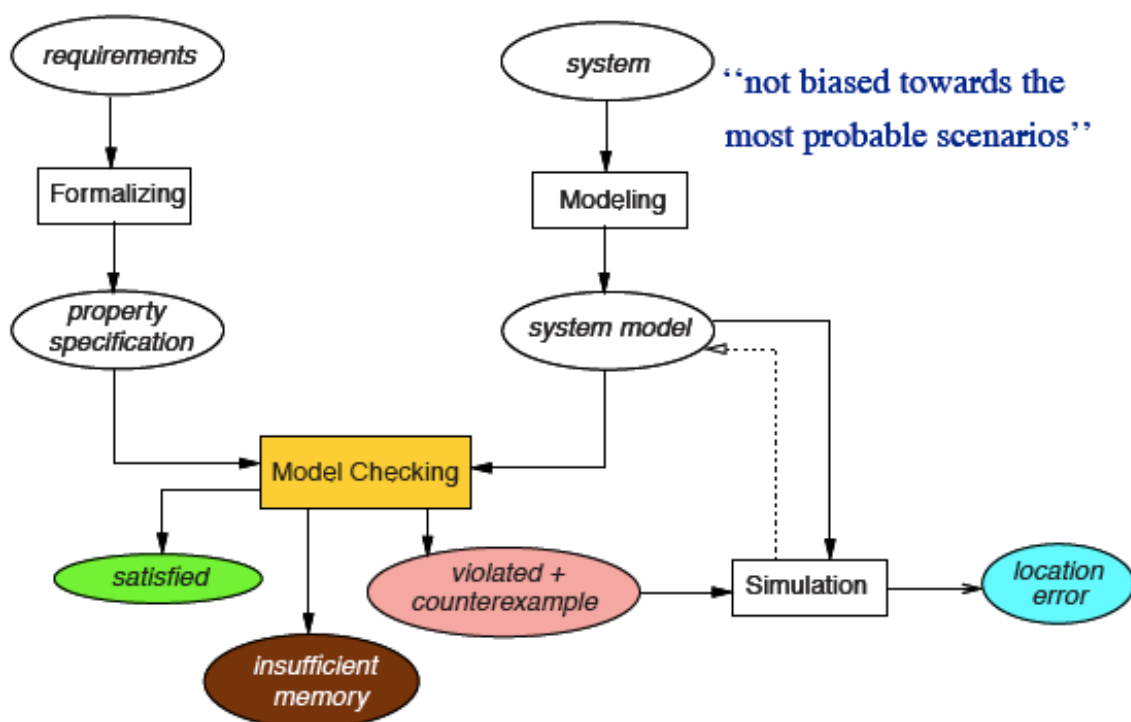 requirements
system
‘‘not biased towards the
most probable scenarios’’
Formalizing
Modeling
property
specification
system model
Model Checking
satisfied
violated +
counterexample
Simulation
location
error
insufficient
memory